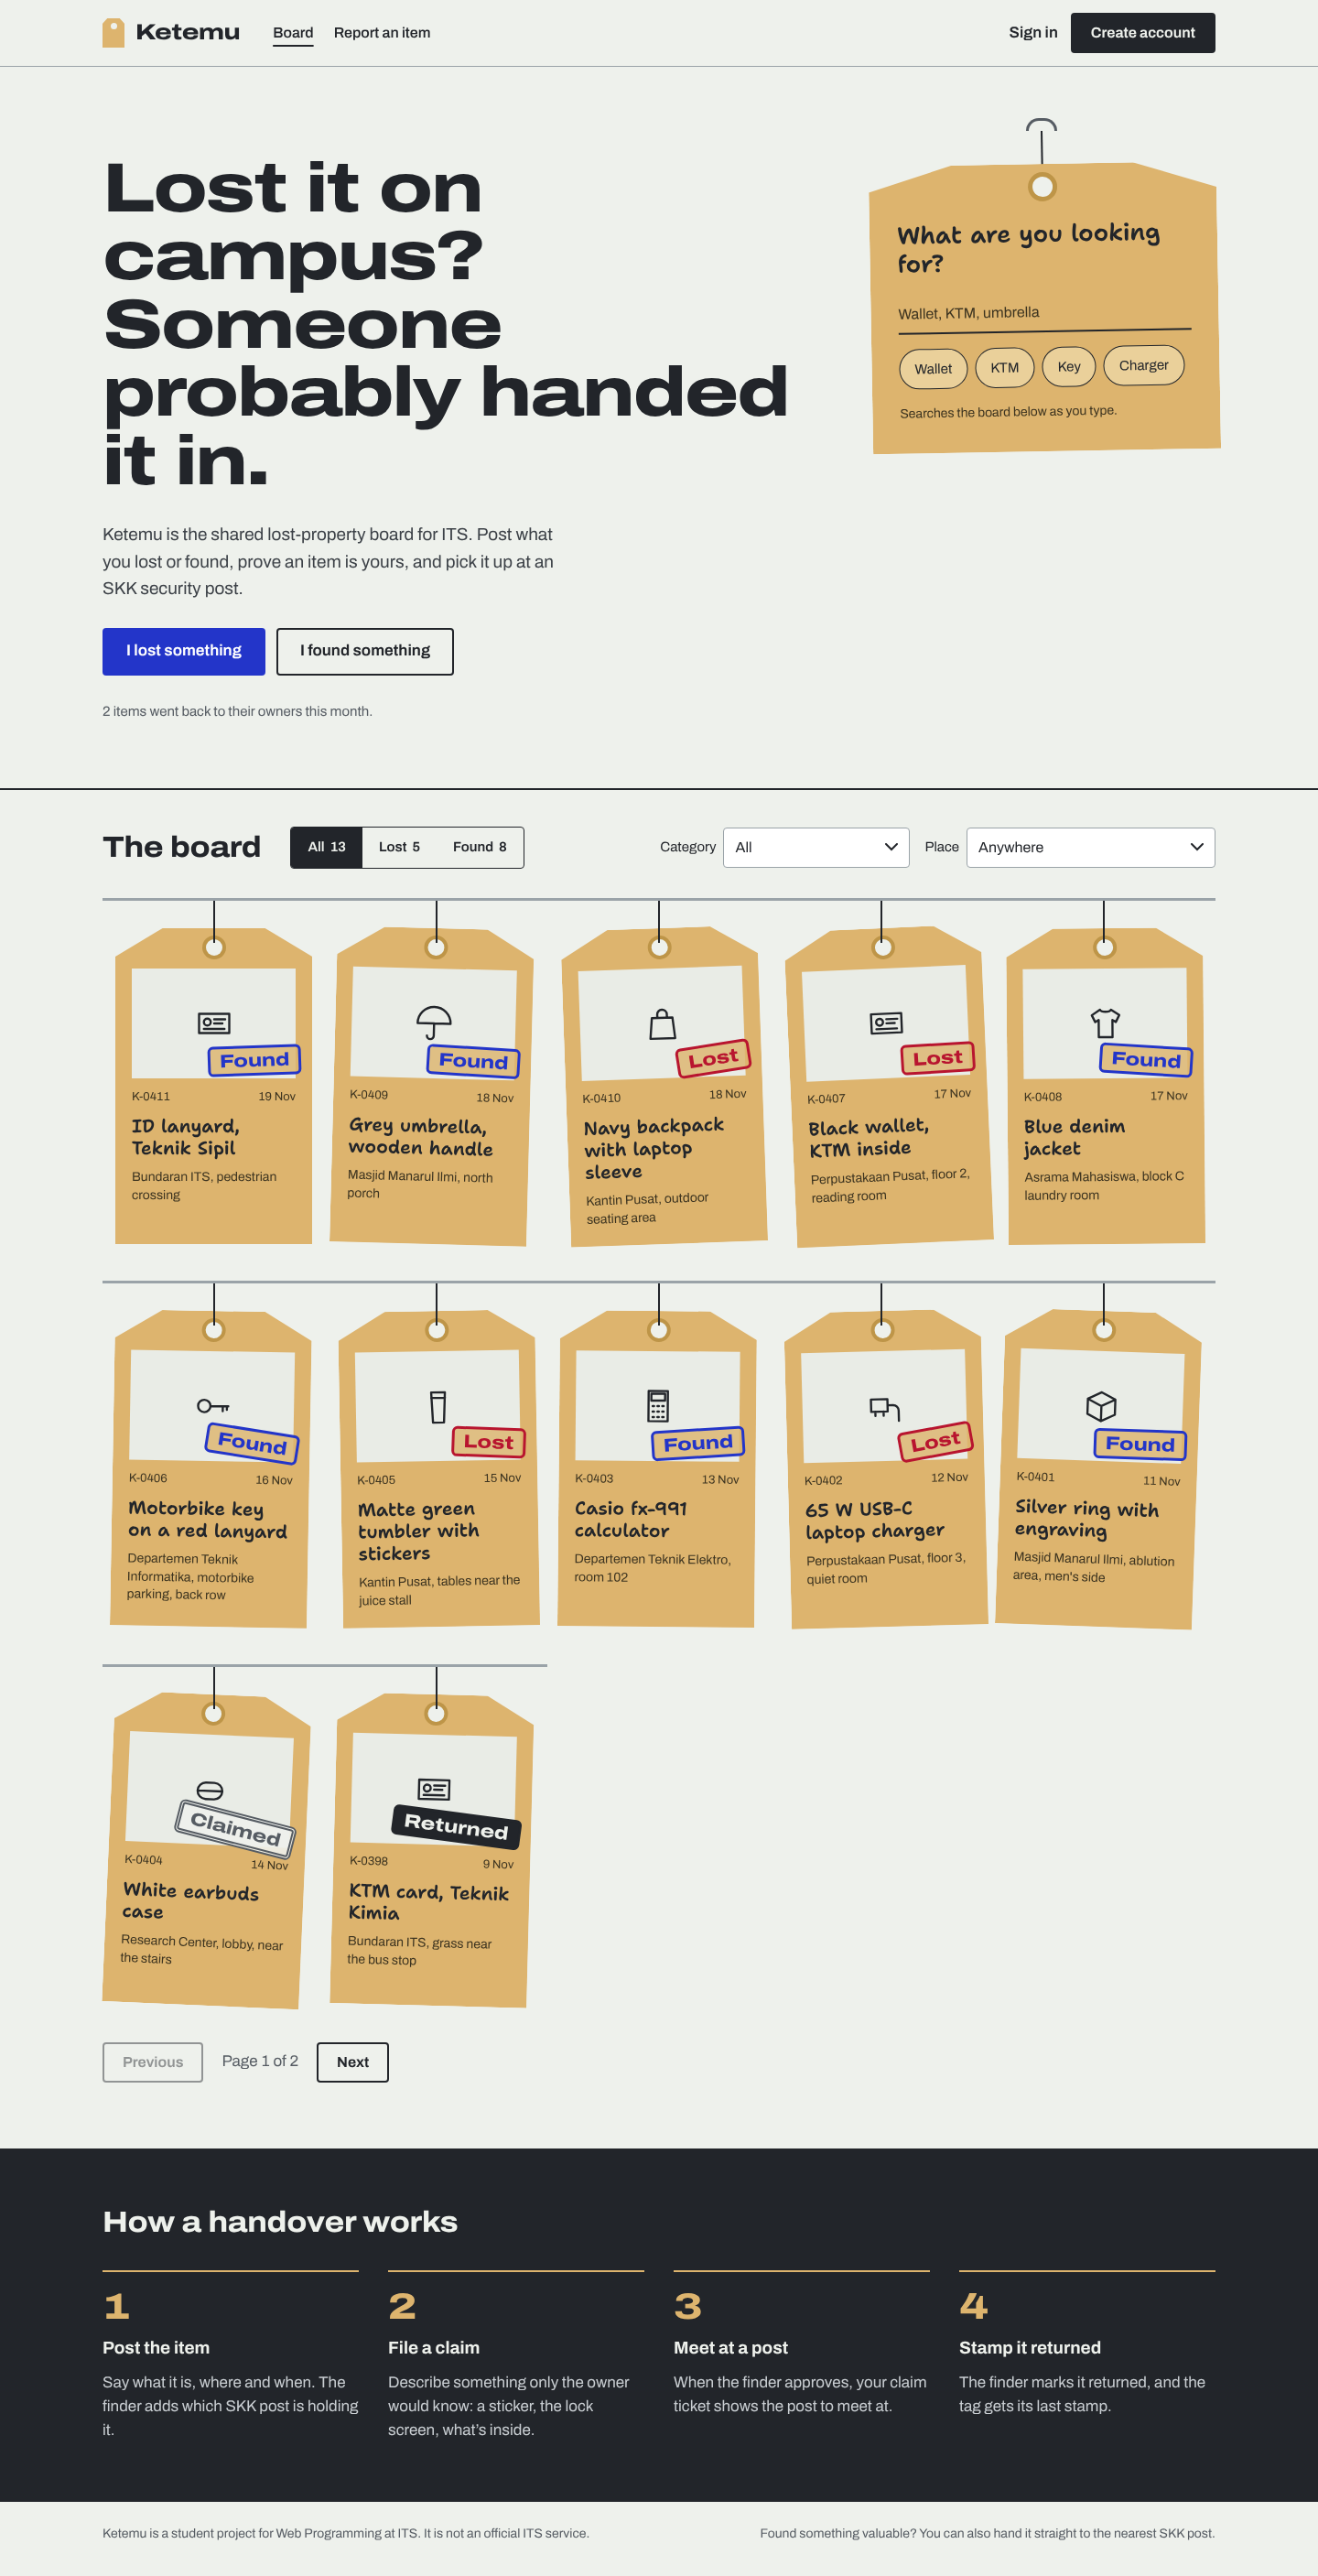 Ketemu
Board
Report an item
Sign in
Create account
Lost it on
campus?
Someone
probably handed
it in.
Ketemu is the shared lost-property board for ITS. Post what
you lost or found, prove an item is yours, and pick it up at an
SKK security post.
I lost something
I found something
2 items went back to their owners this month.
What are you looking
for?
Wallet, KTM, umbrella
Wallet
KTM
Key
Charger
Searches the board below as you type.
The board
All 13
Lost 5
Found 8
Category
All
Place
Anywhere
Found
K-0411
19 Nov
ID lanyard,
Teknik Sipil
Bundaran ITS, pedestrian
crossing
Found
K-0409
18 Nov
Grey umbrella,
wooden handle
Masjid Manarul Ilmi, north
porch
Lost
K-0410
18 Nov
Navy backpack
with laptop
sleeve
Kantin Pusat, outdoor
seating area
Lost
K-0407
17 Nov
Black wallet,
KTM inside
Perpustakaan Pusat, floor 2,
reading room
Found
K-0408
17 Nov
Blue denim
jacket
Asrama Mahasiswa, block C
laundry room
Found
K-0406
16 Nov
Motorbike key
on a red lanyard
Departemen Teknik
Informatika, motorbike
parking, back row
Lost
K-0405
15 Nov
Matte green
tumbler with
stickers
Kantin Pusat, tables near the
juice stall
Found
K-0403
13 Nov
Casio fx-991
calculator
Departemen Teknik Elektro,
room 102
Lost
K-0402
12 Nov
65 W USB-C
laptop charger
Perpustakaan Pusat, floor 3,
quiet room
Found
K-0401
11 Nov
Silver ring with
engraving
Masjid Manarul Ilmi, ablution
area, men's side
Claimed
K-0404
14 Nov
White earbuds
case
Research Center, lobby, near
the stairs
Returned
K-0398
9 Nov
KTM card, Teknik
Kimia
Bundaran ITS, grass near
the bus stop
Previous
Page 1 of 2
Next
How a handover works
1
Post the item
Say what it is, where and when. The
finder adds which SKK post is holding
it.
2
File a claim
Describe something only the owner
would know: a sticker, the lock
screen, what's inside.
3
Meet at a post
When the finder approves, your claim
ticket shows the post to meet at.
4
Stamp it returned
The finder marks it returned, and the
tag gets its last stamp.
Ketemu is a student project for Web Programming at ITS. It is not an official ITS service.
Found something valuable? You can also hand it straight to the nearest SKK post.